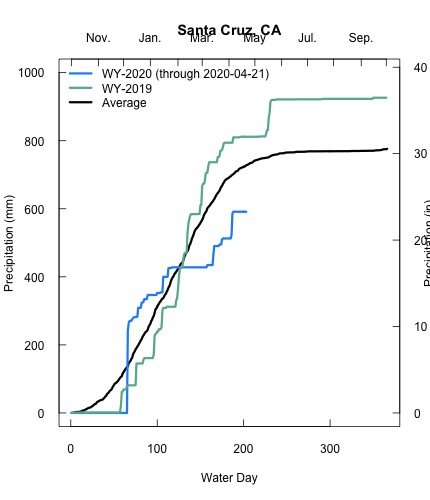 Santa Cruz, CA
Nov. Jan. Mar. May Jul. Sep.
WY-2020 (through 2020-04-21)
WY-2019
Average
Precipitation (mm)
1000
800
600
400
200
0
40
30
20
10
0
Precipitation (in)
0 100 200 300
Water Day